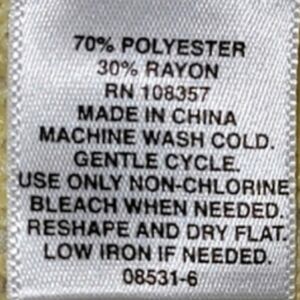 70% POLYESTER
30% RAYON
RN 108357
MADE IN CHINA
MACHINE WASH COLD.
GENTLE CYCLE.
USE ONLY NON-CHLORINE
BLEACH WHEN NEEDED.
RESHAPE AND DRY FLAT.
LOW IRON IF NEEDED.
08531-6